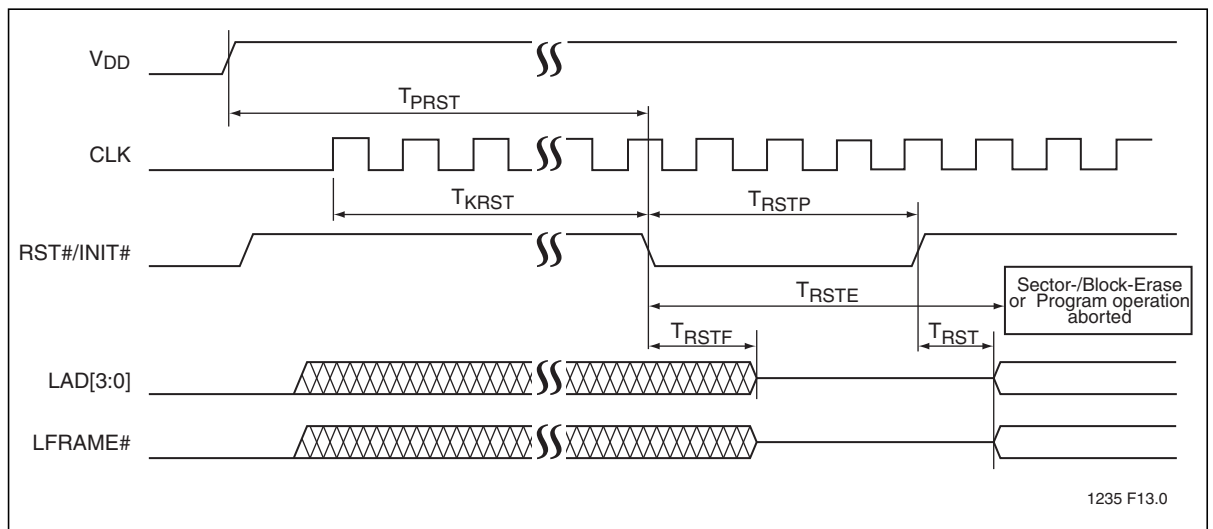 VDD
TPRST
CLK
TKRST
TRSTP
RST#/INIT#
TRSTE
Sector-/Block-Erase
or Program operation
aborted
TRSTF
TRST
LAD[3:0]
LFRAME#
1235 F13.0